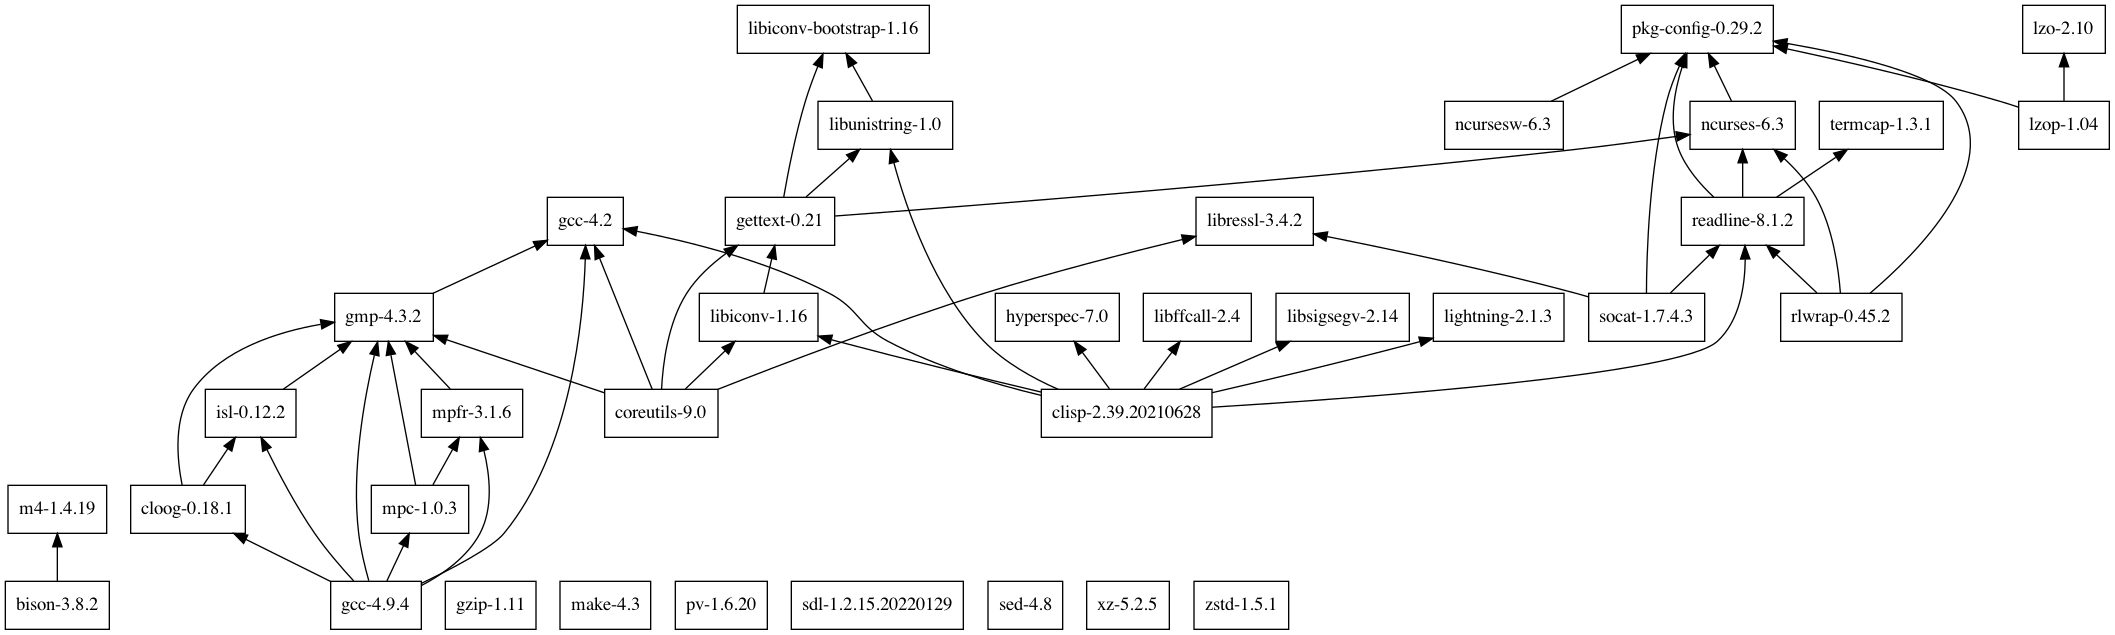 libiconv-bootstrap-1.16
pkg-config-0.29.2
lzo-2.10
libunistring-1.0
ncursesw-6.3
ncurses-6.3
termcap-1.3.1
lzop-1.04
gcc-4.2
gettext-0.21
libressl-3.4.2
readline-8.1.2
gmp-4.3.2
libiconv-1.16
hyperspec-7.0
libffcall-2.4
libsigsegv-2.14
lightning-2.1.3
socat-1.7.4.3
rlwrap-0.45.2
isl-0.12.2
mpfr-3.1.6
coreutils-9.0
clisp-2.39.20210628
m4-1.4.19
cloog-0.18.1
mpc-1.0.3
bison-3.8.2
gcc-4.9.4
gzip-1.11
make-4.3
pv-1.6.20
sdl-1.2.15.20220129
sed-4.8
xz-5.2.5
zstd-1.5.1